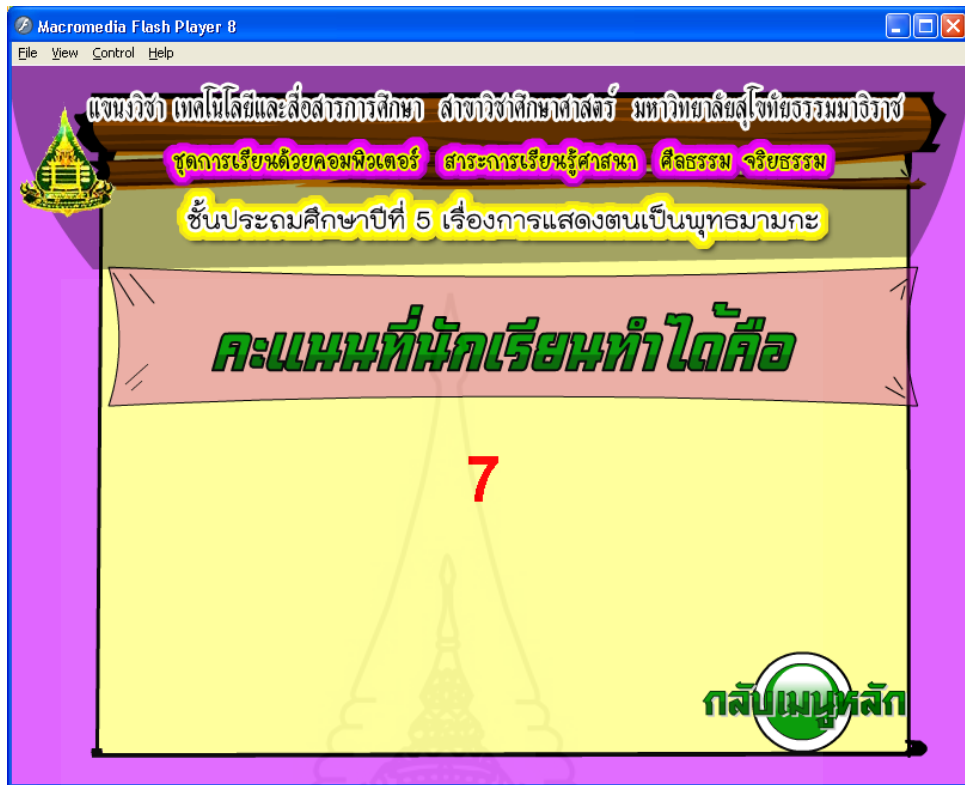 Macromedia Flash Player 8
File View Control Help
แขนงวิชา เทคโนโลยีและสื่อสารการศึกษา สาขาวิชาศึกษาศาสตร์ มหาวิทยาลัยสุโขทัยธรรมมาธิราช
ชุดการเรียนด้วยคอมพิวเตอร์ สาระการเรียนรู้ศาสนา ศีลธรรม จริยธรรม
ชั้นประถมศึกษาปีที่ 5 เรื่องการแสดงตนเป็นพุทธมามกะ
คะแนนที่นักเรียนทำได้คือ
7
กลับเมนูหลัก